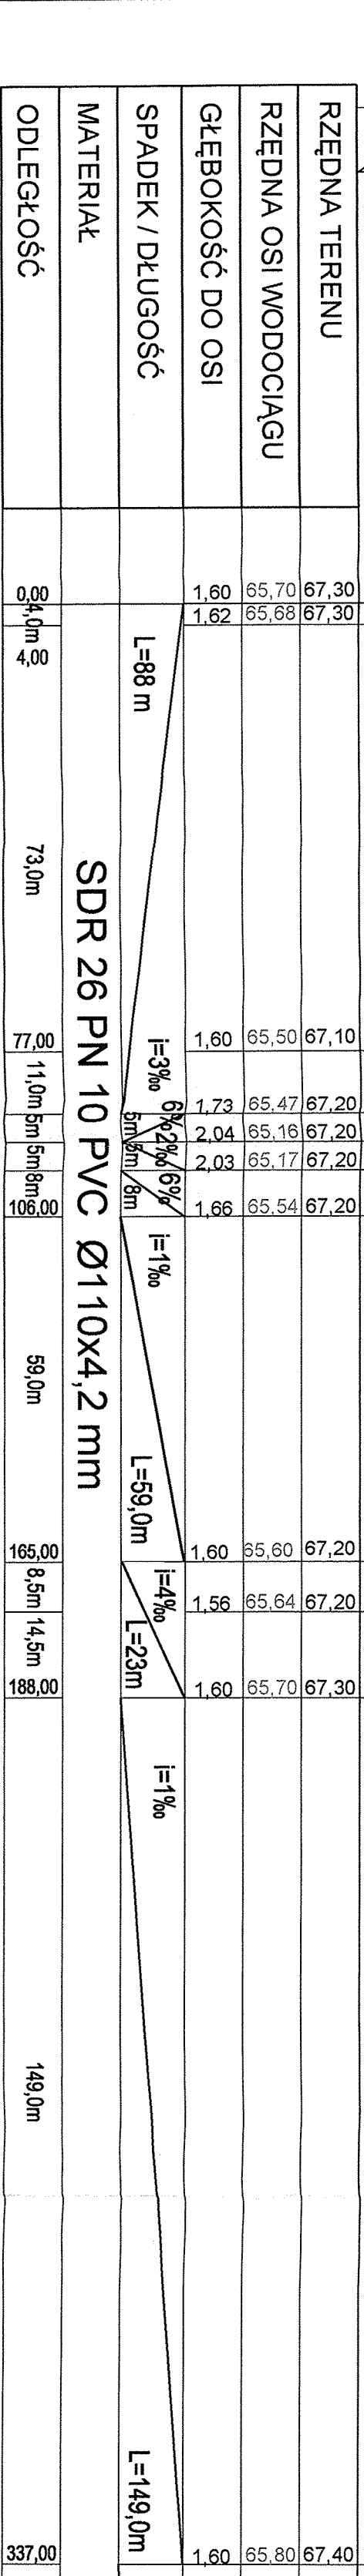 RZĘDNA TERENU
67,30 67,30 67,10 67,20 67,20 67,20 67,20 67,20 67,20 67,30 67,40
RZĘDNA OSI WODOCIĄGU
65,70 65,68 65,50 65,47 65,16 65,17 65,54 65,60 65,64 65,70 65,80
GŁĘBOKOŚĆ DO OSI
1,60 1,62 1,60 1,73 2,04 2,03 1,66 1,60 1,56 1,60 1,60
SPADEK / DŁUGOŚĆ
L=88 m i=3‰ 6% 5m 2‰ 5m 6% 8m i=1‰ L=59,0m i=4‰ L=23m i=1‰ L=149,0m
MATERIAŁ
SDR 26 PN 10 PVC Ø110x4,2 mm
ODLEGŁOŚĆ
0,00 4,0m 4,00 73,0m 77,00 11,0m 5m 5m 8m 106,00 59,0m 165,00 8,5m 14,5m 188,00 149,0m 337,00